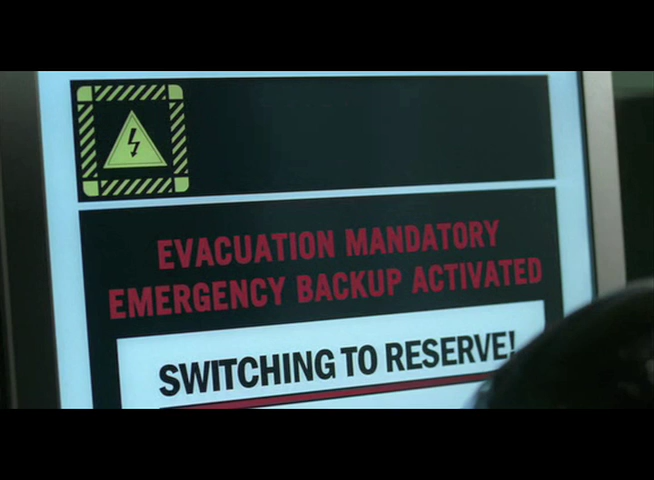 EVACUATION MANDATORY
EMERGENCY BACKUP ACTIVATED
SWITCHING TO RESERVE!